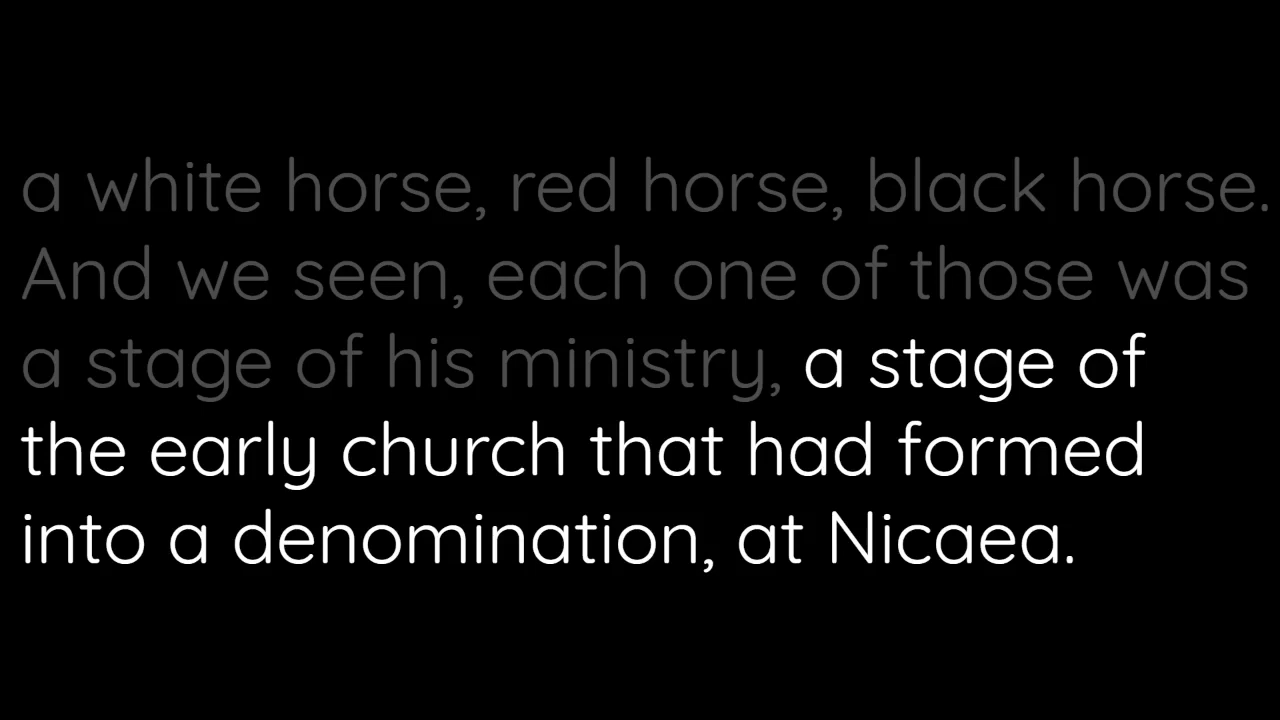 a white horse, red horse, black horse.
And we seen, each one of those was
a stage of his ministry, a stage of
the early church that had formed
into a denomination, at Nicaea.